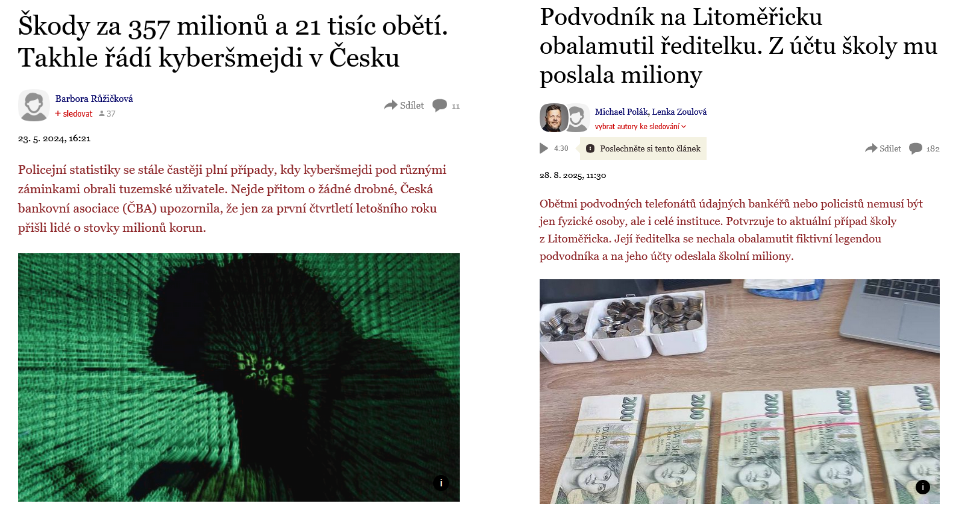 Škody za 357 milionů a 21 tisíc obětí.
Takhle řádí kyberšmejdi v Česku
Barbora Růžičková
+ sledovat 37
Sdílet 11
23. 5. 2024, 16:21
Policejní statistiky se stále častěji plní případy, kdy kyberšmejdi pod různými
záminkami obrali tuzemské uživatele. Nejde přitom o žádné drobné, Česká
bankovní asociace (ČBA) upozornila, že jen za první čtvrtletí letošního roku
přišli lidé o stovky milionů korun.
i
Podvodník na Litoměřicku
obalamutil ředitelku. Z účtu školy mu
poslala miliony
Michael Polák, Lenka Zoulová
vybrat autory ke sledování
4:30
i Poslechněte si tento článek
Sdílet 182
28. 8. 2025, 11:30
Obětmi podvodných telefonátů údajných bankéřů nebo policistů nemusí být
jen fyzické osoby, ale i celé instituce. Potvrzuje to aktuální případ školy
z Litoměřicka. Její ředitelka se nechala obalamutit fiktivní legendou
podvodníka a na jeho účty odeslala školní miliony.
2000
2000
2000
2000
2000
i